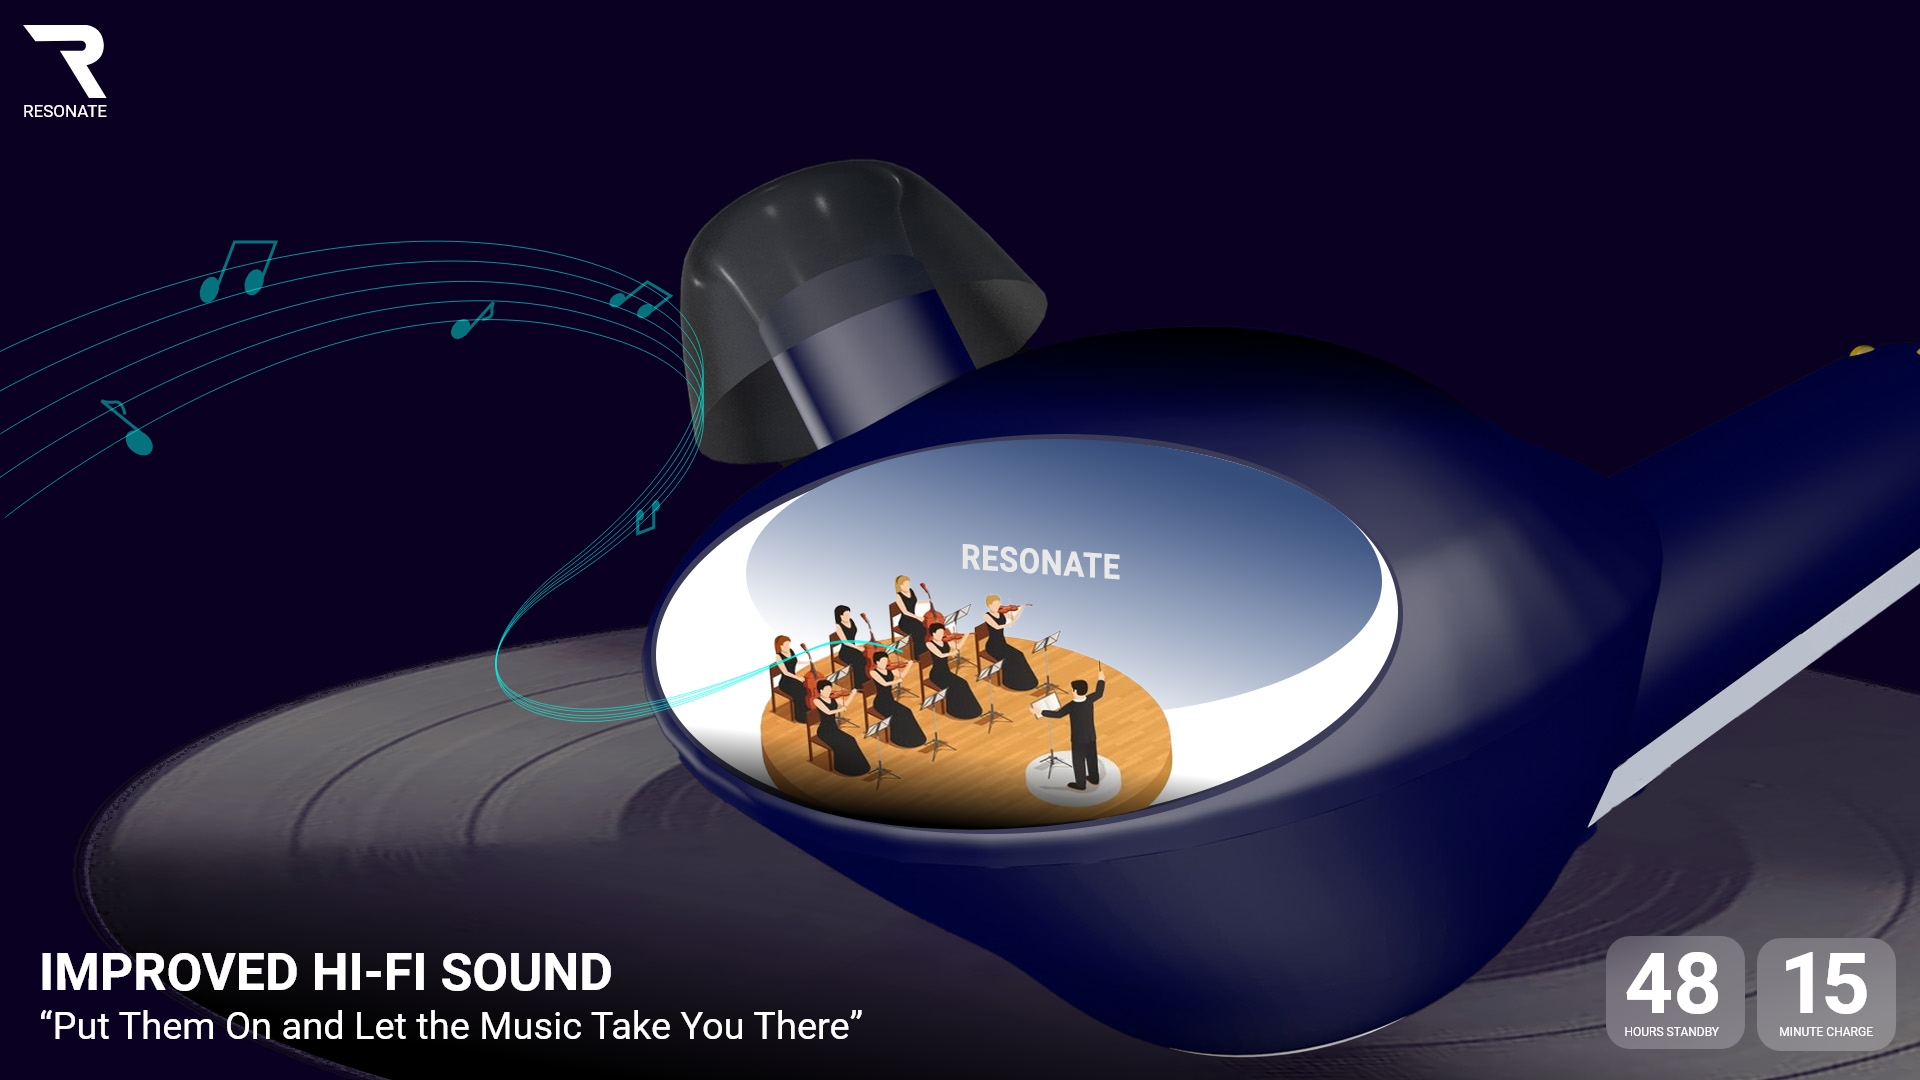 RESONATE
RESONATE
IMPROVED HI-FI SOUND
“Put Them On and Let the Music Take You There”
48
HOURS STANDBY
15
MINUTE CHARGE